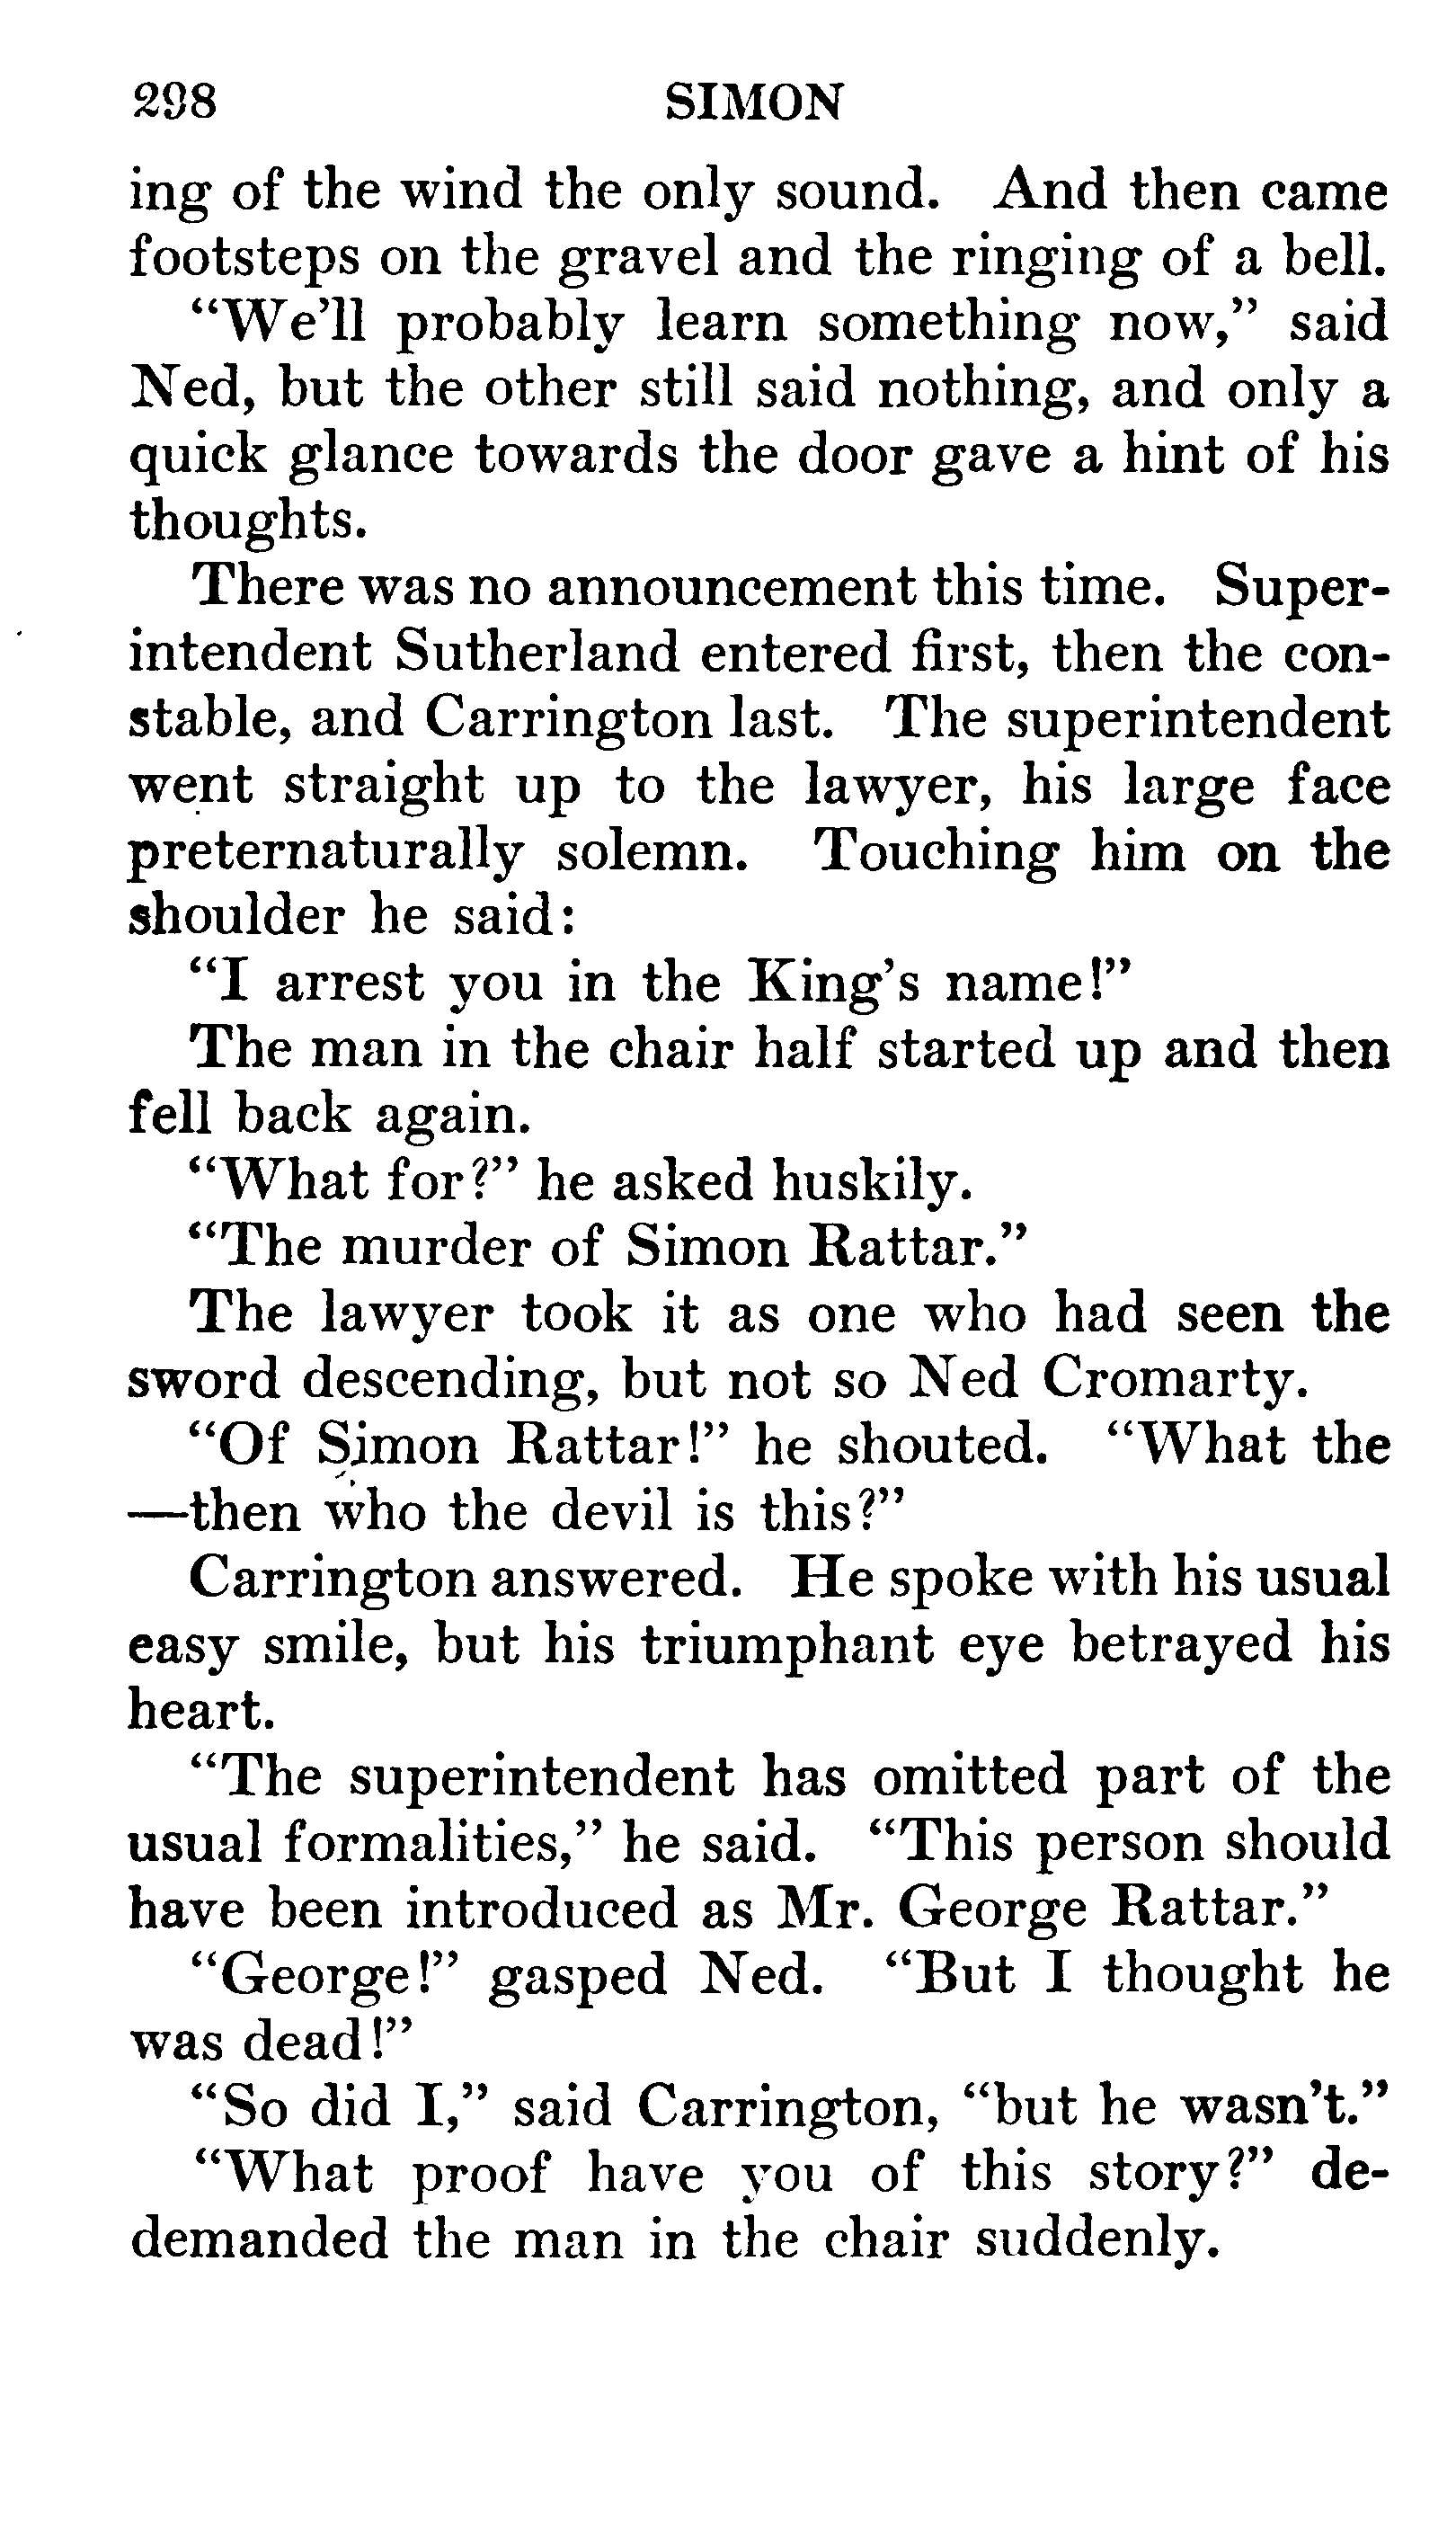 298 SIMON
ing of the wind the only sound. And then came
footsteps on the gravel and the ringing of a bell.
“We’ll probably learn something now,” said
Ned, but the other still said nothing, and only a
quick glance towards the door gave a hint of his
thoughts.
There was no announcement this time. Super-
intendent Sutherland entered first, then the con-
stable, and Carrington last. The superintendent
went straight up to the lawyer, his large face
preternaturally solemn. Touching him on the
shoulder he said:
“I arrest you in the King’s name!”
The man in the chair half started up and then
fell back again.
“What for?” he asked huskily.
“The murder of Simon Rattar.”
The lawyer took it as one who had seen the
sword descending, but not so Ned Cromarty.
“Of Simon Rattar!” he shouted. “What the
—then who the devil is this?”
Carrington answered. He spoke with his usual
easy smile, but his triumphant eye betrayed his
heart.
“The superintendent has omitted part of the
usual formalities,” he said. “This person should
have been introduced as Mr. George Rattar.”
“George!” gasped Ned. “But I thought he
was dead!”
“So did I,” said Carrington, “but he wasn’t.”
“What proof have you of this story?” de-
demanded the man in the chair suddenly.